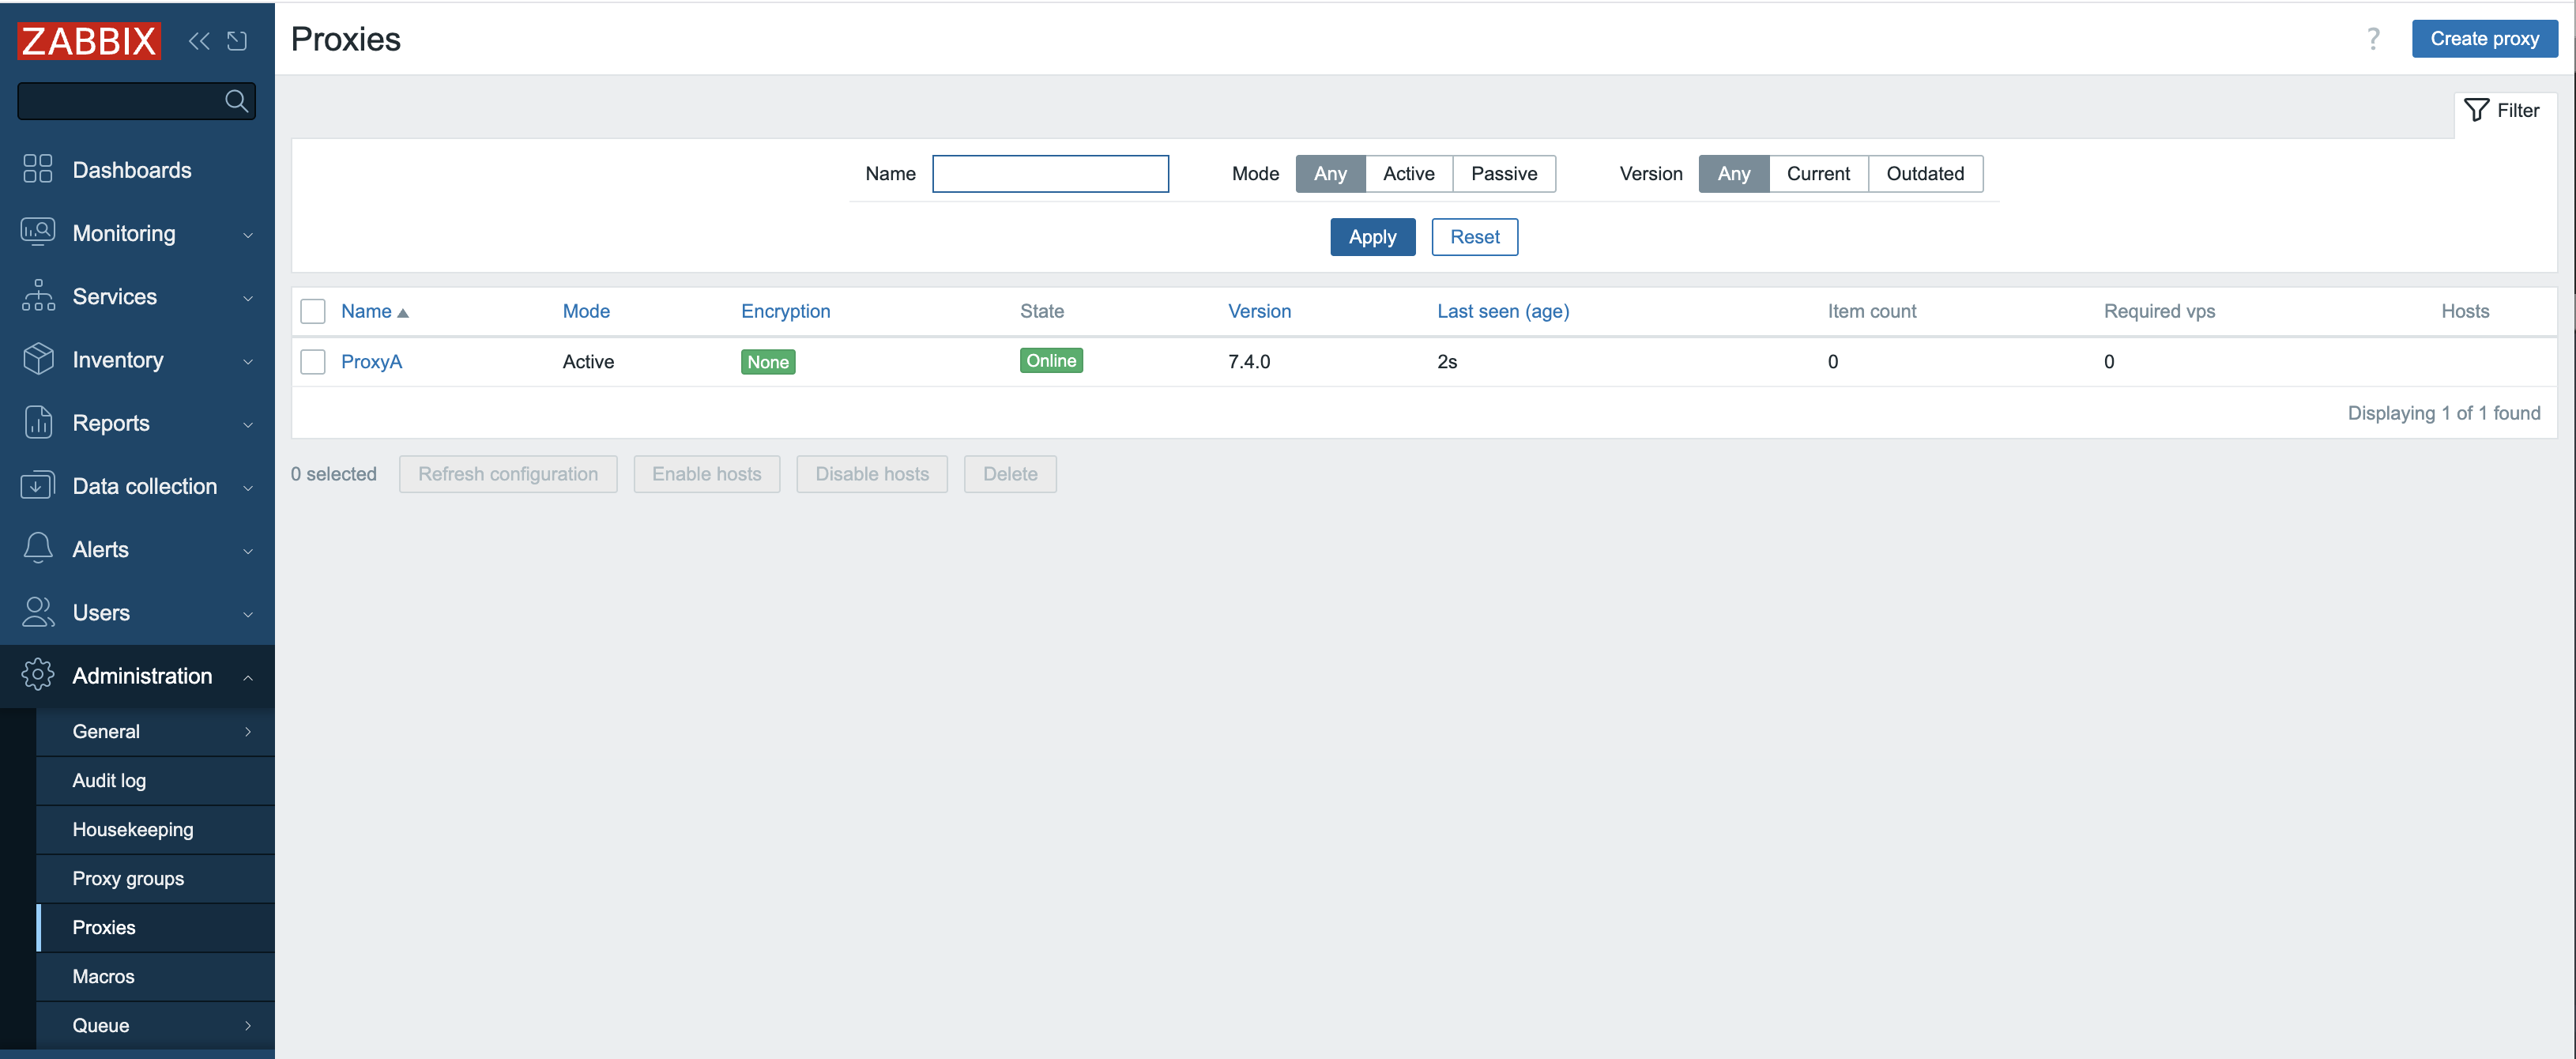 ZABBIX
Proxies
?
Create proxy
Filter
Name
Mode Any Active Passive
Version Any Current Outdated
Apply Reset
Dashboards
Monitoring
Services
Inventory
Reports
Data collection
Alerts
Users
Administration
General
Audit log
Housekeeping
Proxy groups
Proxies
Macros
Queue
Name Mode Encryption State Version Last seen (age) Item count Required vps Hosts
ProxyA Active None Online 7.4.0 2s 0 0
Displaying 1 of 1 found
0 selected Refresh configuration Enable hosts Disable hosts Delete